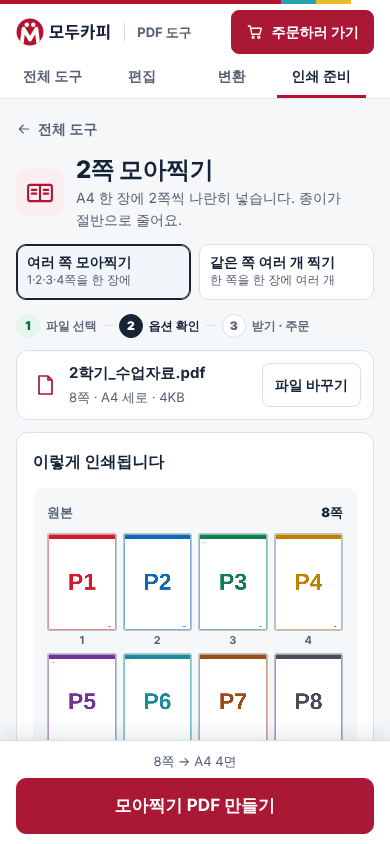 모두카피
PDF 도구
주문하러 가기
전체 도구
편집
변환
인쇄 준비
← 전체 도구
2쪽 모아찍기
A4 한 장에 2쪽씩 나란히 넣습니다. 종이가
절반으로 줄어요.
여러 쪽 모아찍기
1·2·3·4쪽을 한 장에
같은 쪽 여러 개 찍기
한 쪽을 한 장에 여러 개
1 파일 선택
2 옵션 확인
3 받기 · 주문
2학기_수업자료.pdf
8쪽 · A4 세로 · 4KB
파일 바꾸기
이렇게 인쇄됩니다
원본
8쪽
P1
P2
P3
P4
1
2
3
4
P5
P6
P7
P8
8쪽 → A4 4면
모아찍기 PDF 만들기